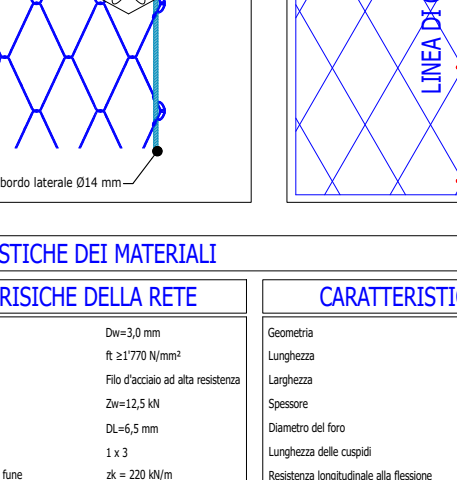 LINEA DI
bordo laterale Ø14 mm
STICHE DEI MATERIALI
RISICHE DELLA RETE
Dw=3,0 mm
ft ≥1'770 N/mm²
Filo d'acciaio ad alta resistenza
Zw=12,5 kN
DL=6,5 mm
1 x 3
fune zk = 220 kN/m
CARATTERISTI
Geometria
Lunghezza
Larghezza
Spessore
Diametro del foro
Lunghezza delle cuspidi
Resistenza longitudinale alla flessione